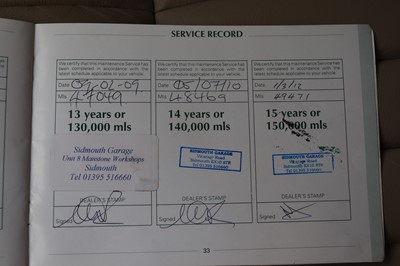 SERVICE RECORD
We certify that this maintenance Service has been completed in accordance with the latest schedule applicable to your vehicle
Date 09-02-09.
Mls 47049
13 years or
130,000 mls
Sidmouth Garage
Unit 8 Manstone Workshops
Sidmouth
Tel 01395 516660
DEALER'S STAMP
Signed
We certify that this maintenance Service has been completed in accordance with the latest schedule applicable to your vehicle
Date 05/07/10
Mls 48469
14 years or
140,000 mls
SIDMOUTH GARAGE
Vicarage Road
Sidmouth
DEALER'S STAMP
Signed
We certify that this maintenance Service has been completed in accordance with the latest schedule applicable to your vehicle
Date 1/3/12
Mls 49471
15 years or
150,000 mls
SIDMOUTH GARAGE
DEALER'S STAMP
Signed
33